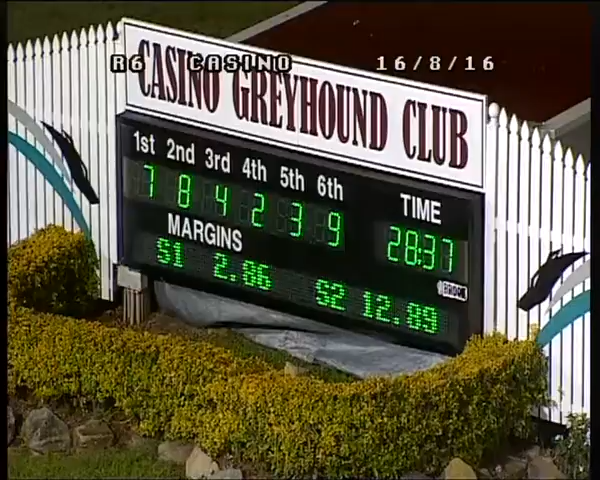 R6 CASINO 16/8/16
CASINO GREYHOUND CLUB
1st 2nd 3rd 4th 5th 6th
7 8 4 2 3 9
TIME
28:37
MARGINS
S1 2.86 S2 12.89